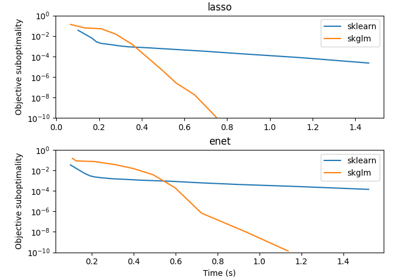 lasso
Objective suboptimality
10^0
10^-2
10^-4
10^-6
10^-8
10^-10
sklearn
skglm
0.0 0.2 0.4 0.6 0.8 1.0 1.2 1.4
enet
Objective suboptimality
10^0
10^-2
10^-4
10^-6
10^-8
10^-10
sklearn
skglm
0.2 0.4 0.6 0.8 1.0 1.2 1.4
Time (s)